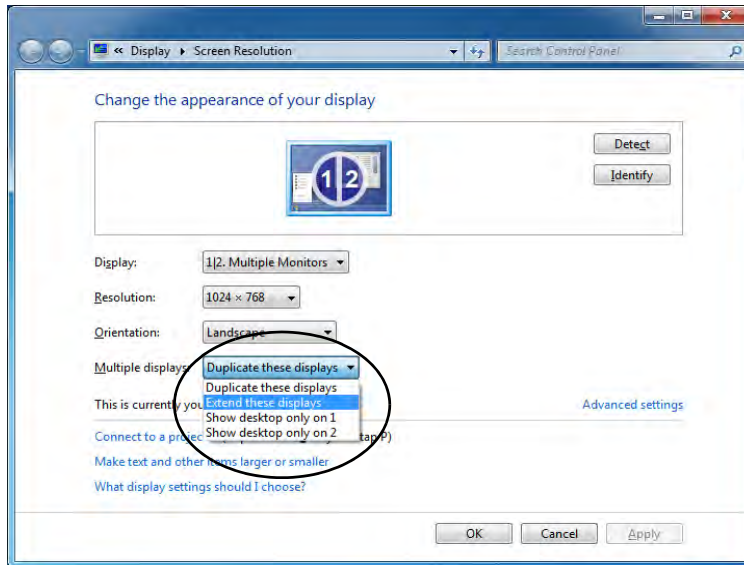 « Display ▸ Screen Resolution
Search Control Panel
Change the appearance of your display
1 2
Detect
Identify
Display: 1|2. Multiple Monitors
Resolution: 1024 × 768
Orientation: Landscape
Multiple displays: Duplicate these displays
Duplicate these displays
Extend these displays
Show desktop only on 1
Show desktop only on 2
This is currently you
Advanced settings
Connect to a proje tap P)
Make text and other items larger or smaller
What display settings should I choose?
OK Cancel Apply